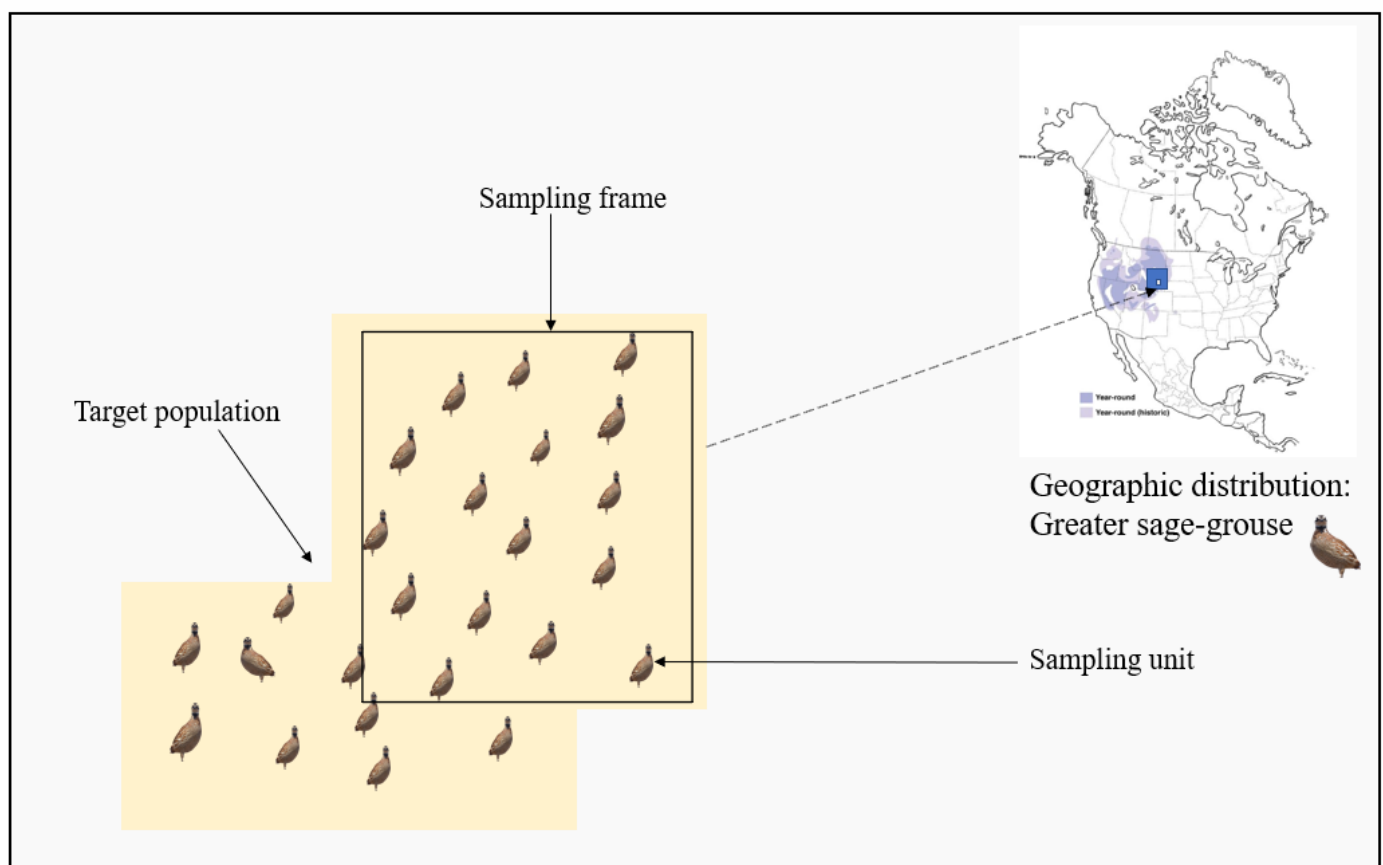 Sampling frame
Target population
Year-round
Year-round (historic)
Geographic distribution:
Greater sage-grouse
Sampling unit